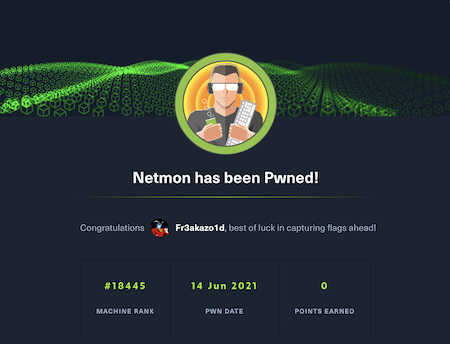 Netmon has been Pwned!
Congratulations Fr3akazo1d, best of luck in capturing flags ahead!
#18445 14 Jun 2021 0
MACHINE RANK PWN DATE POINTS EARNED